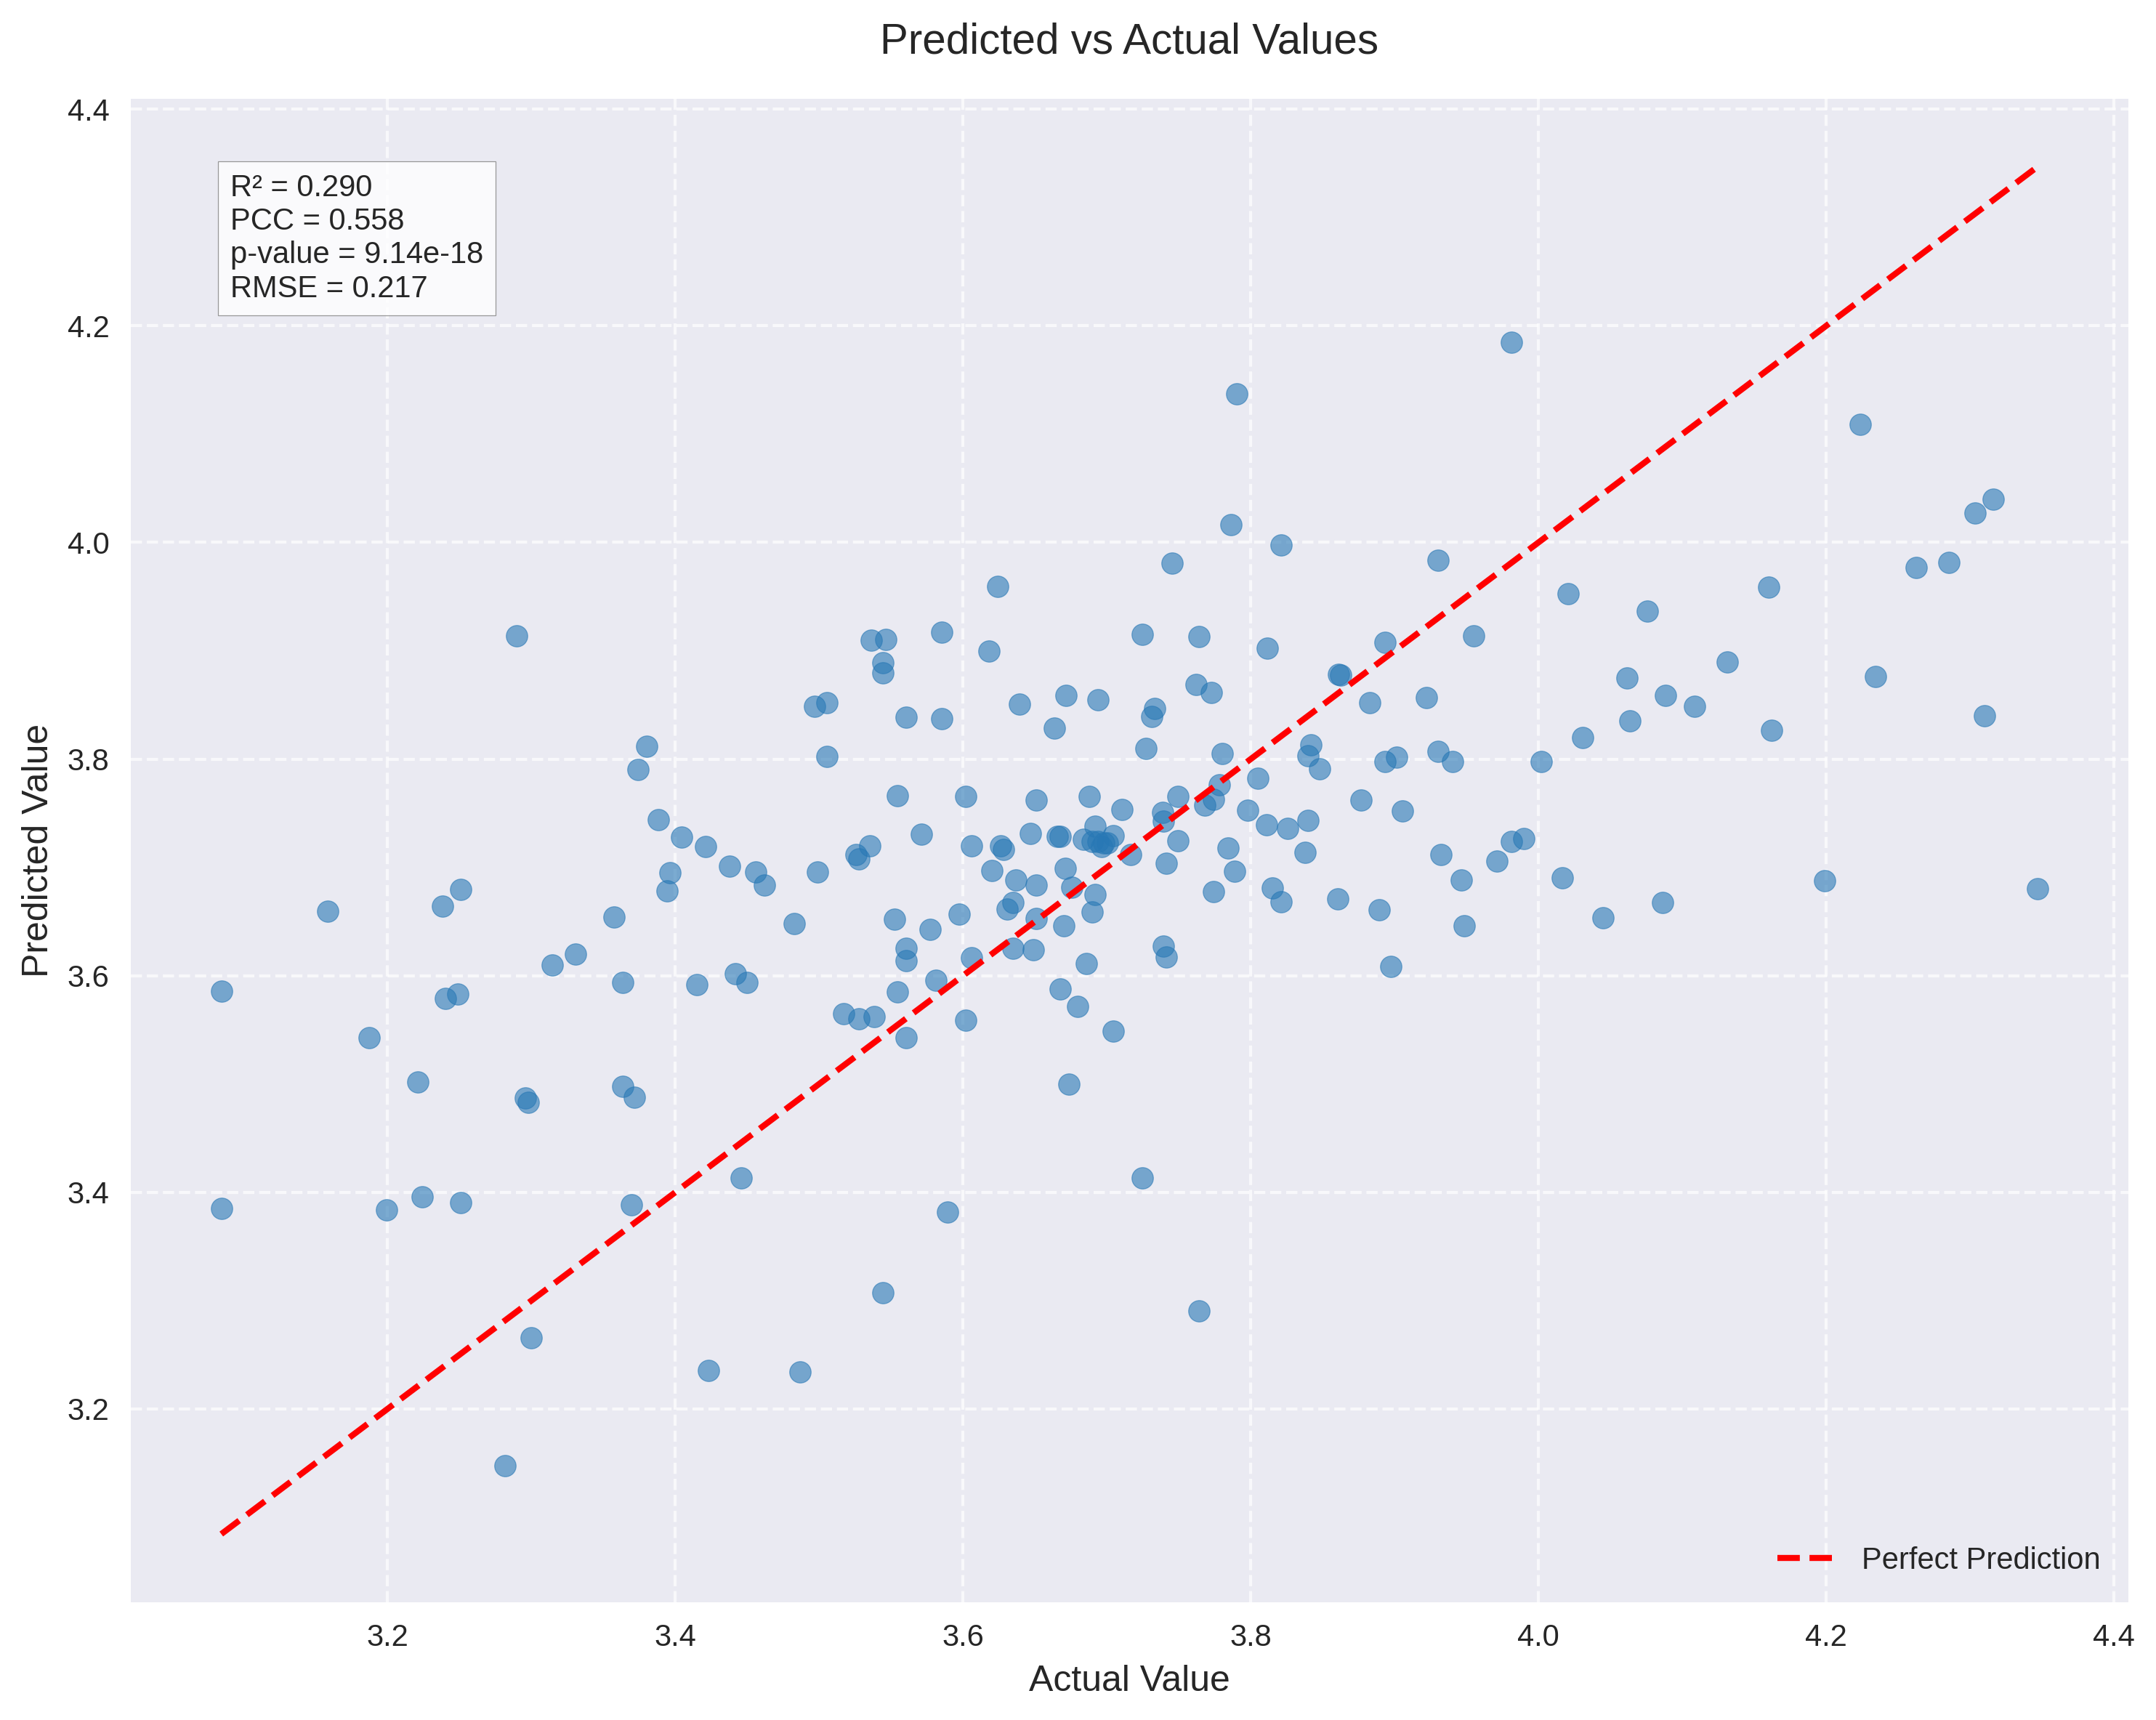 Predicted vs Actual Values
4.4
4.2
4.0
3.8
3.6
3.4
3.2
Predicted Value
R² = 0.290
PCC = 0.558
p-value = 9.14e-18
RMSE = 0.217
Perfect Prediction
3.2 3.4 3.6 3.8 4.0 4.2 4.4
Actual Value